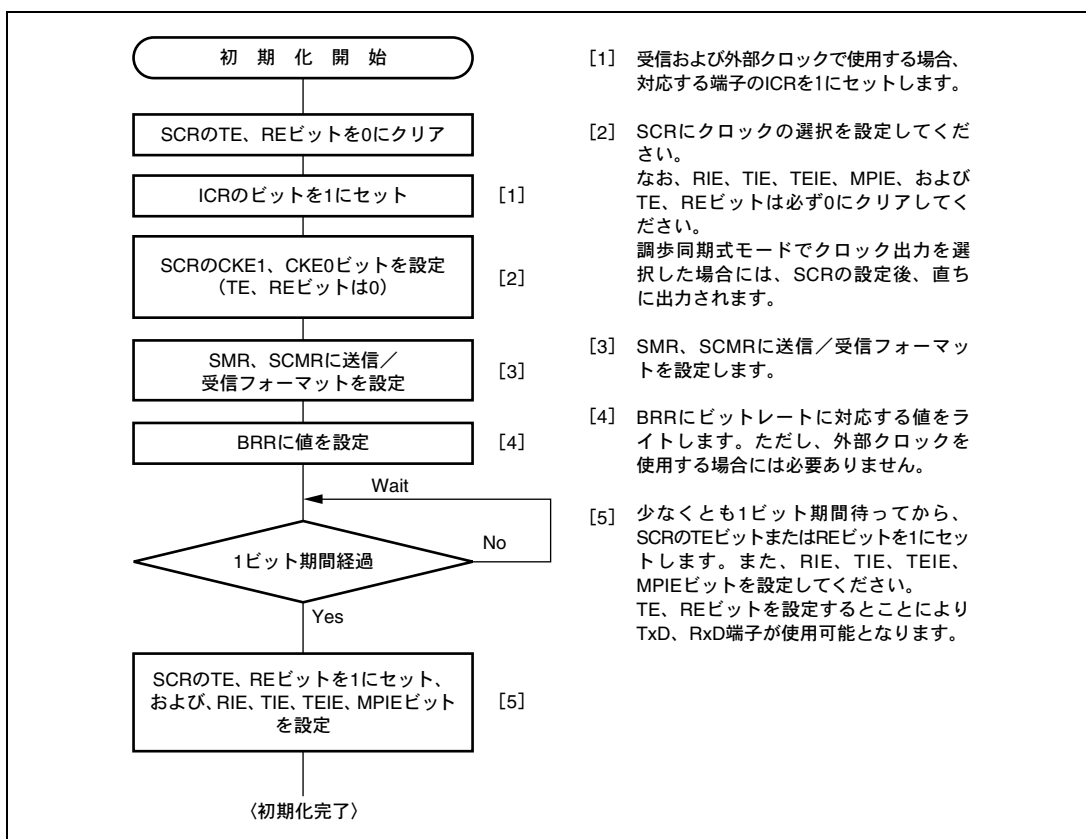 初期化開始
SCRのTE、REビットを0にクリア
ICRのビットを1にセット
[1]
SCRのCKE1、CKE0ビットを設定
（TE、REビットは0）
[2]
SMR、SCMRに送信／
受信フォーマットを設定
[3]
BRRに値を設定
[4]
Wait
1ビット期間経過
No
Yes
SCRのTE、REビットを1にセット、
および、RIE、TIE、TEIE、MPIEビット
を設定
[5]
〈初期化完了〉
[1] 受信および外部クロックで使用する場合、
対応する端子のICRを1にセットします。
[2] SCRにクロックの選択を設定してくだ
さい。
なお、RIE、TIE、TEIE、MPIE、および
TE、REビットは必ず0にクリアしてく
ださい。
調歩同期式モードでクロック出力を選
択した場合には、SCRの設定後、直ち
に出力されます。
[3] SMR、SCMRに送信／受信フォーマッ
トを設定します。
[4] BRRにビットレートに対応する値をラ
イトします。ただし、外部クロックを
使用する場合には必要ありません。
[5] 少なくとも1ビット期間待ってから、
SCRのTEビットまたはREビットを1にセッ
トします。また、RIE、TIE、TEIE、
MPIEビットを設定してください。
TE、REビットを設定するとことにより
TxD、RxD端子が使用可能となります。